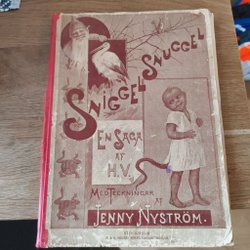 Sniggel Snuggel
En Saga
af
H.V.
Med Teckningar
af
Jenny Nyström.